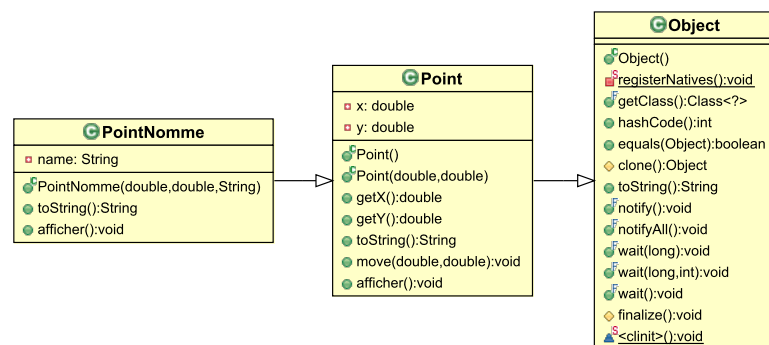 PointNomme
name: String
PointNomme(double,double,String)
toString():String
afficher():void
Point
x: double
y: double
Point()
Point(double,double)
getX():double
getY():double
toString():String
move(double,double):void
afficher():void
Object
Object()
registerNatives():void
getClass():Class<?>
hashCode():int
equals(Object):boolean
clone():Object
toString():String
notify():void
notifyAll():void
wait(long):void
wait(long,int):void
wait():void
finalize():void
<clinit>():void